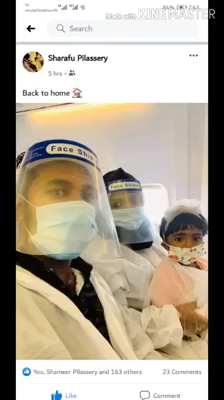 Made with KINEMASTER
Search
Sharafu Pilassery
5 hrs
Back to home
Face Shield
Face Shi
You, Shameer Pilassery and 163 others
23 Comments
Like
Comment